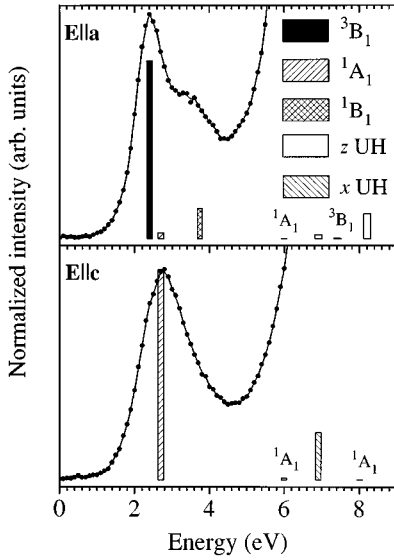 E||a
³B₁
¹A₁
¹B₁
z UH
x UH
¹A₁ ³B₁
E||c
¹A₁ ¹A₁
0 2 4 6 8
Energy (eV)
Normalized intensity (arb. units)